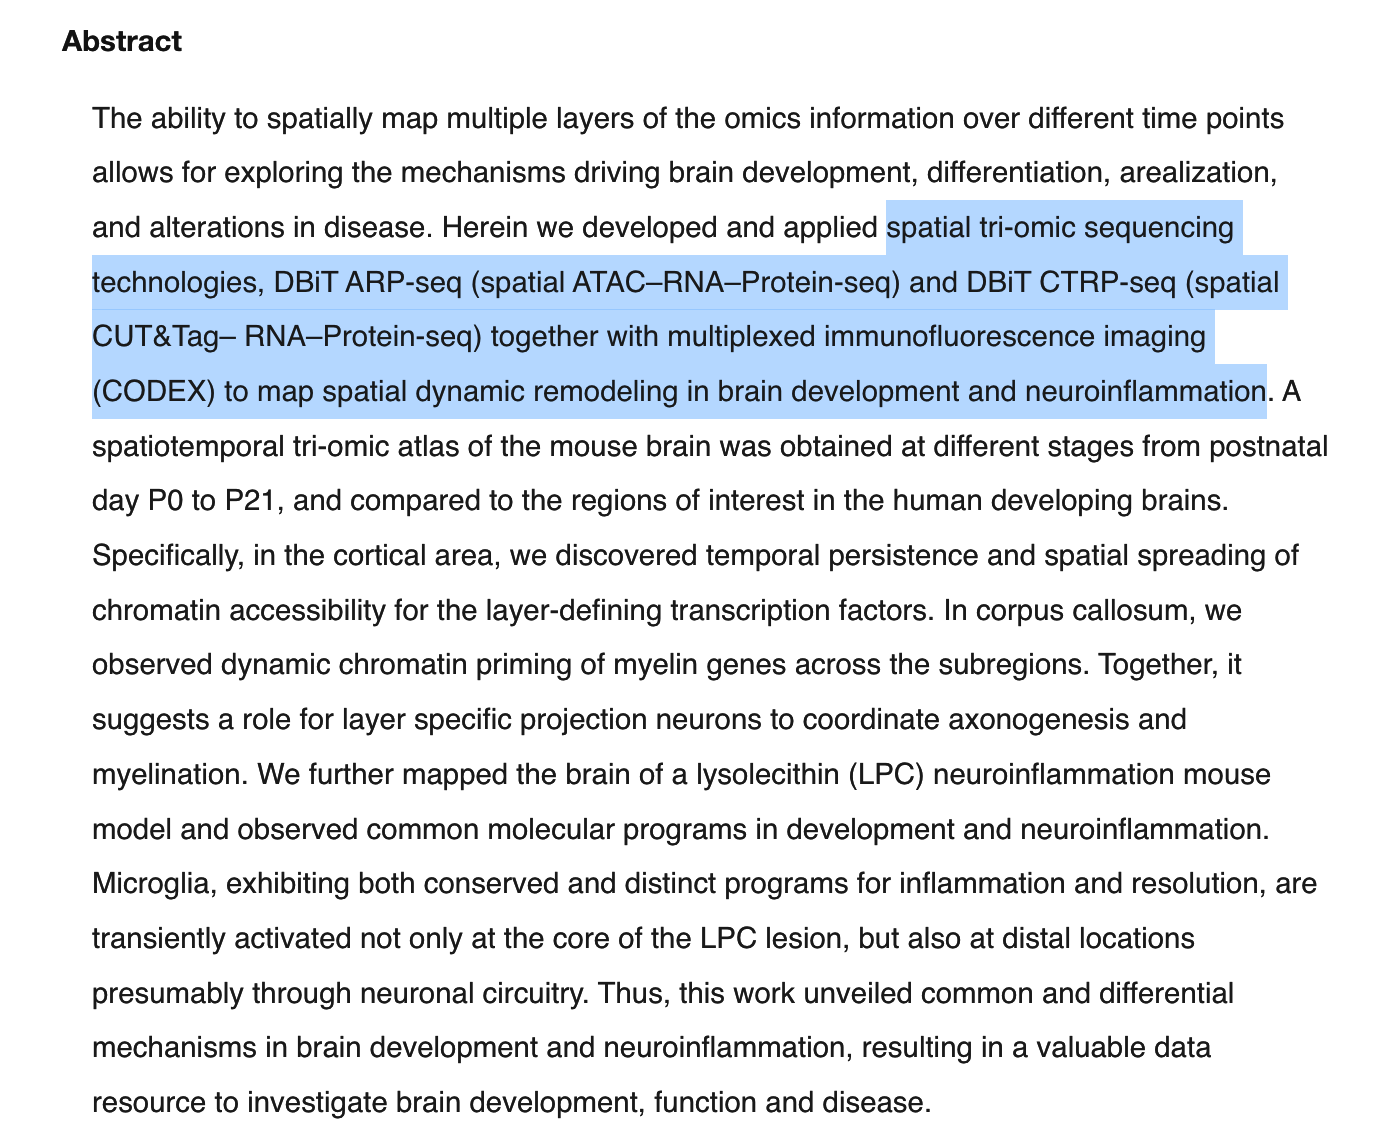 Abstract
The ability to spatially map multiple layers of the omics information over different time points
allows for exploring the mechanisms driving brain development, differentiation, arealization,
and alterations in disease. Herein we developed and applied spatial tri-omic sequencing
technologies, DBiT ARP-seq (spatial ATAC–RNA–Protein-seq) and DBiT CTRP-seq (spatial
CUT&Tag– RNA–Protein-seq) together with multiplexed immunofluorescence imaging
(CODEX) to map spatial dynamic remodeling in brain development and neuroinflammation. A
spatiotemporal tri-omic atlas of the mouse brain was obtained at different stages from postnatal
day P0 to P21, and compared to the regions of interest in the human developing brains.
Specifically, in the cortical area, we discovered temporal persistence and spatial spreading of
chromatin accessibility for the layer-defining transcription factors. In corpus callosum, we
observed dynamic chromatin priming of myelin genes across the subregions. Together, it
suggests a role for layer specific projection neurons to coordinate axonogenesis and
myelination. We further mapped the brain of a lysolecithin (LPC) neuroinflammation mouse
model and observed common molecular programs in development and neuroinflammation.
Microglia, exhibiting both conserved and distinct programs for inflammation and resolution, are
transiently activated not only at the core of the LPC lesion, but also at distal locations
presumably through neuronal circuitry. Thus, this work unveiled common and differential
mechanisms in brain development and neuroinflammation, resulting in a valuable data
resource to investigate brain development, function and disease.